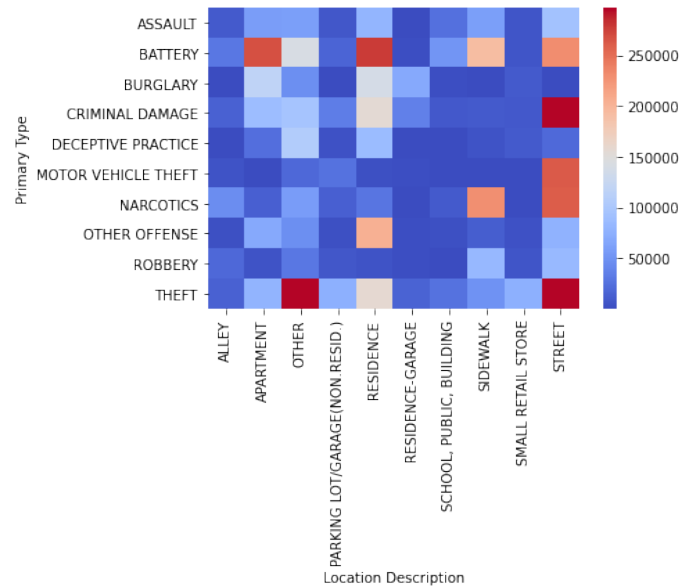 Primary Type
ASSAULT
BATTERY
BURGLARY
CRIMINAL DAMAGE
DECEPTIVE PRACTICE
MOTOR VEHICLE THEFT
NARCOTICS
OTHER OFFENSE
ROBBERY
THEFT
ALLEY
APARTMENT
OTHER
PARKING LOT/GARAGE(NON.RESID.)
RESIDENCE
RESIDENCE-GARAGE
SCHOOL, PUBLIC, BUILDING
SIDEWALK
SMALL RETAIL STORE
STREET
Location Description
250000
200000
150000
100000
50000